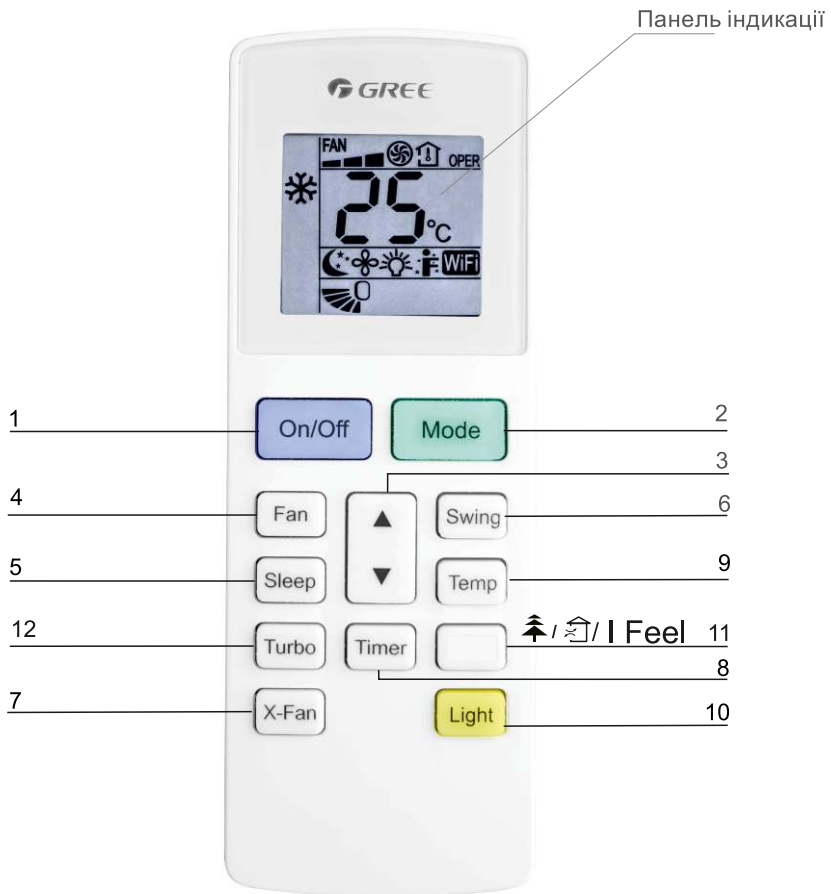 Панель індикації
GREE
FAN
OPER
25°C
WiFi
1
On/Off
Mode
2
3
4
Fan
Swing
6
5
Sleep
Temp
9
12
Turbo
Timer
/ / I Feel
11
8
7
X-Fan
Light
10